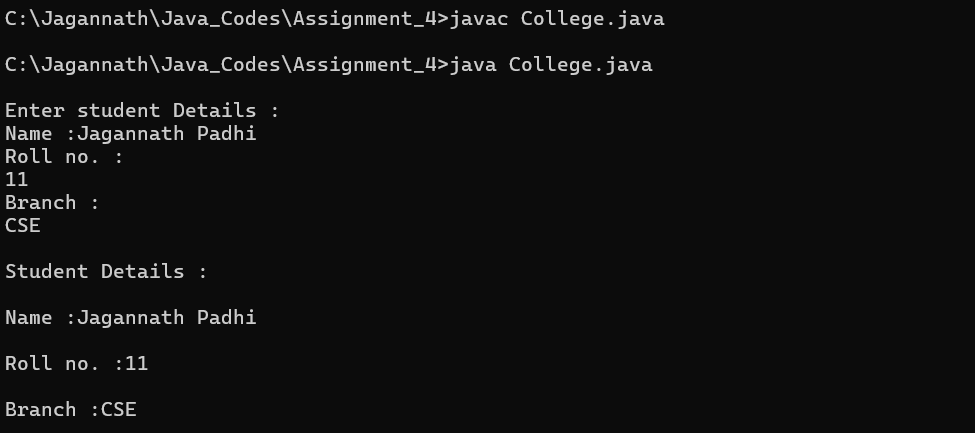 C:\Jagannath\Java_Codes\Assignment_4>javac College.java
C:\Jagannath\Java_Codes\Assignment_4>java College.java
Enter student Details :
Name :Jagannath Padhi
Roll no. :
11
Branch :
CSE
Student Details :
Name :Jagannath Padhi
Roll no. :11
Branch :CSE